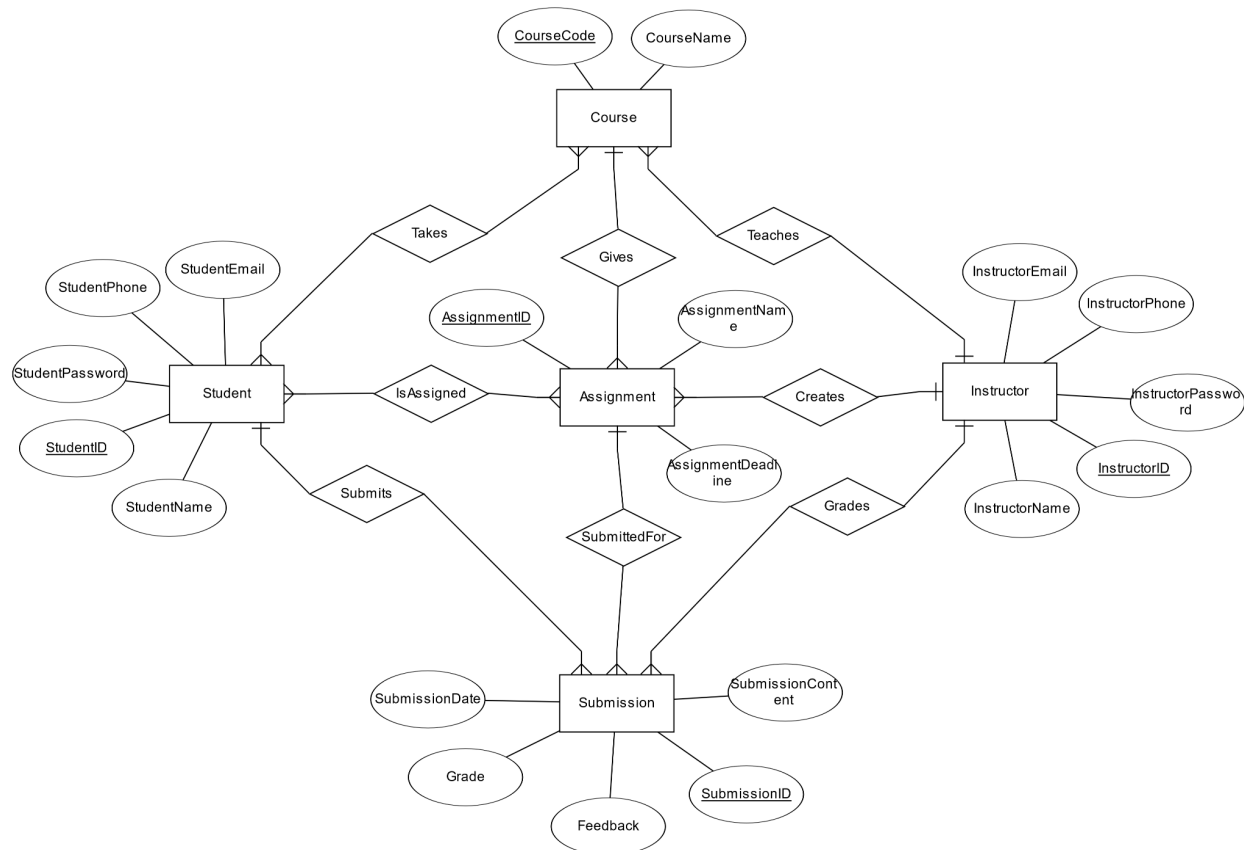 CourseCode
CourseName
Course
Takes
Teaches
Gives
StudentEmail
InstructorEmail
StudentPhone
InstructorPhone
AssignmentID
AssignmentNam
e
StudentPassword
Student
IsAssigned
Assignment
Creates
Instructor
InstructorPasswo
rd
StudentID
AssignmentDeadl
ine
InstructorID
StudentName
Submits
Grades
InstructorName
SubmittedFor
SubmissionDate
Submission
SubmissionCont
ent
Grade
SubmissionID
Feedback